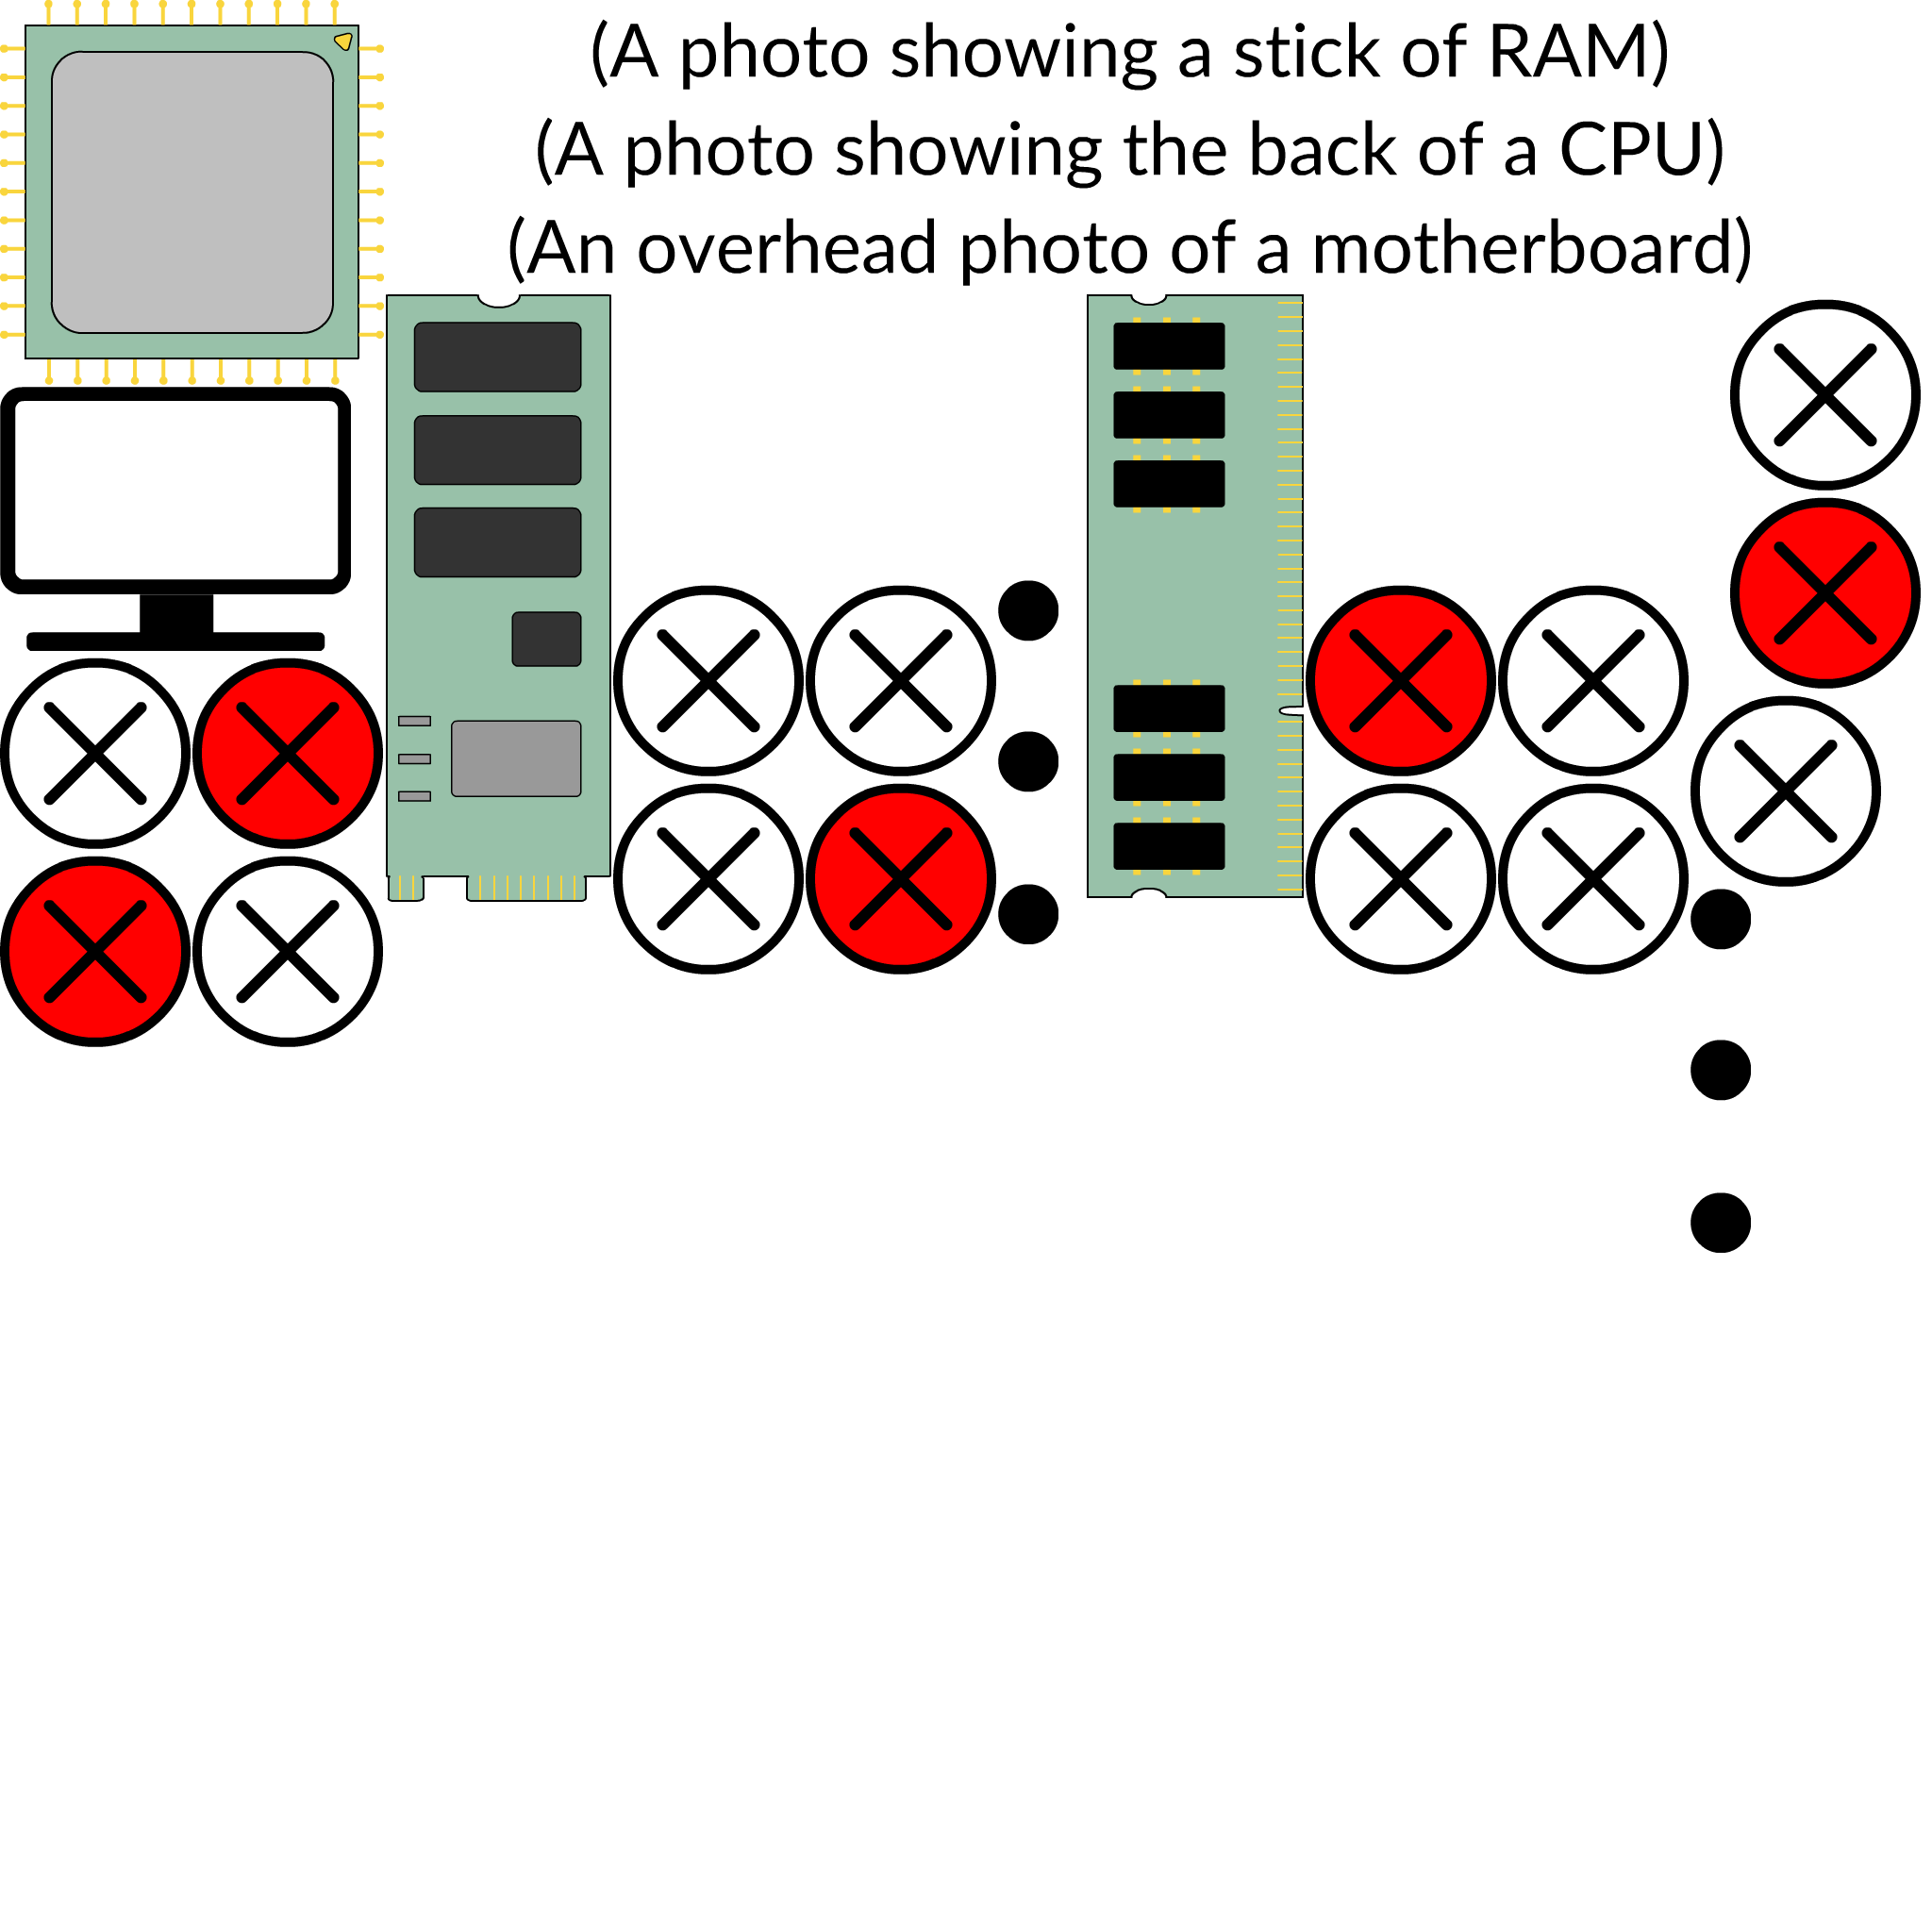 (A photo showing a stick of RAM)
(A photo showing the back of a CPU)
(An overhead photo of a motherboard)